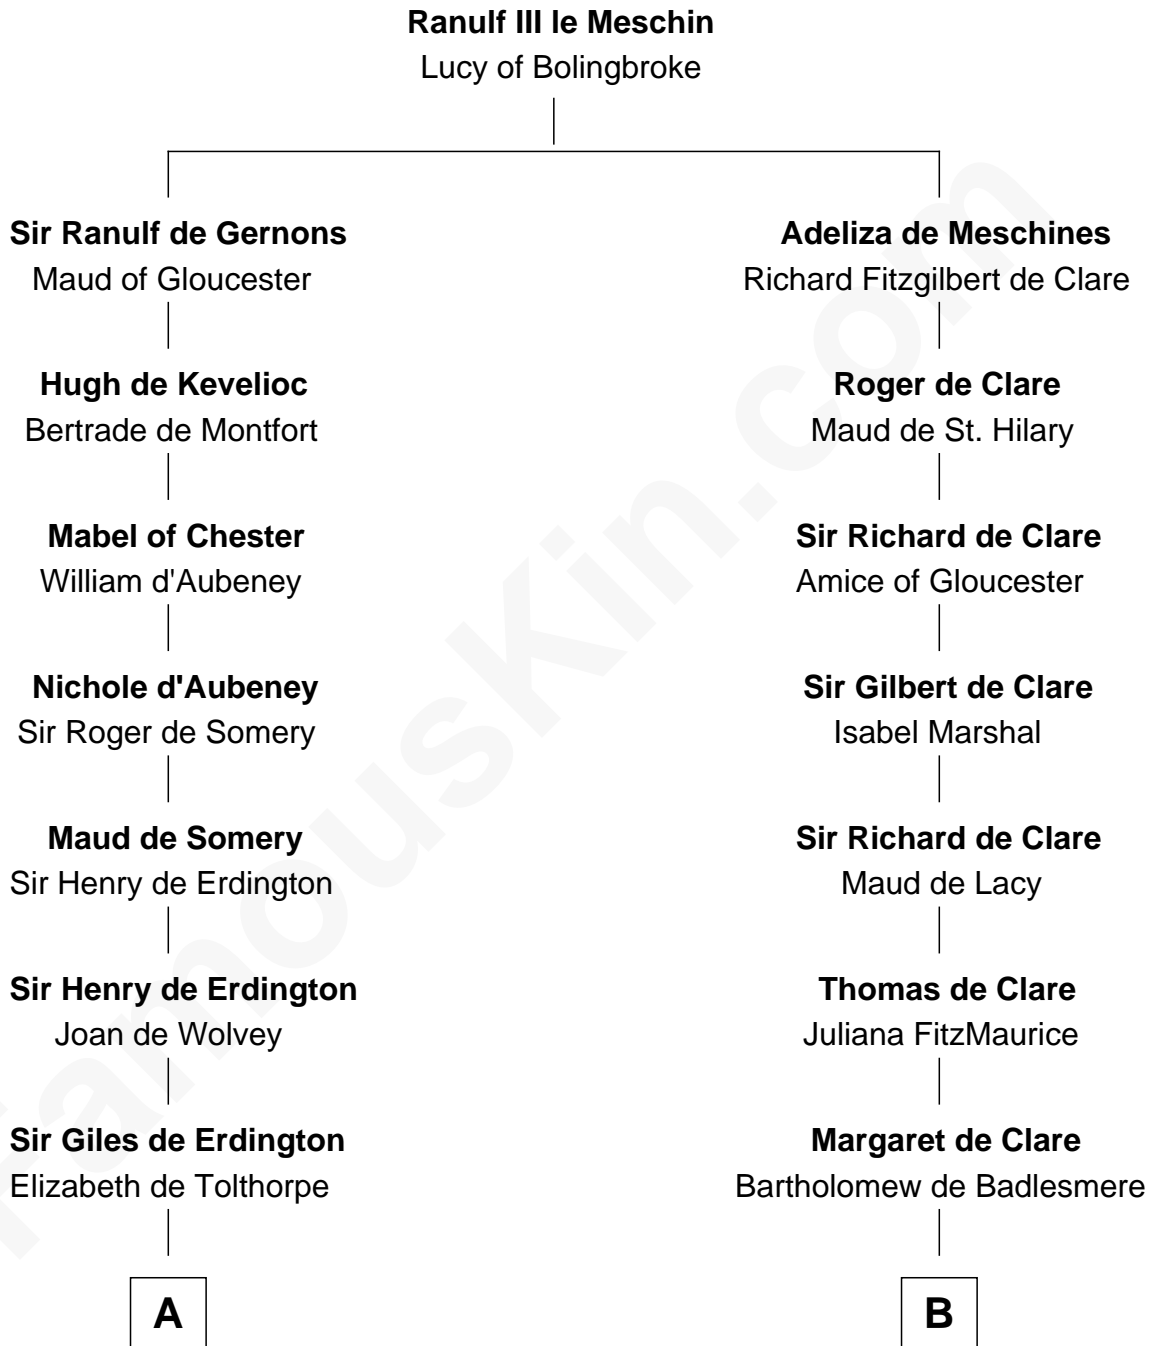 Ranulf III le Meschin
Lucy of Bolingbroke
Sir Ranulf de Gernons
Maud of Gloucester
Adeliza de Meschines
Richard Fitzgilbert de Clare
Hugh de Kevelioc
Bertrade de Montfort
Roger de Clare
Maud de St. Hilary
Mabel of Chester
William d'Aubeney
Sir Richard de Clare
Amice of Gloucester
Nichole d'Aubeney
Sir Roger de Somery
Sir Gilbert de Clare
Isabel Marshal
Maud de Somery
Sir Henry de Erdington
Sir Richard de Clare
Maud de Lacy
Sir Henry de Erdington
Joan de Wolvey
Thomas de Clare
Juliana FitzMaurice
Sir Giles de Erdington
Elizabeth de Tolthorpe
Margaret de Clare
Bartholomew de Badlesmere
A
B
FamousKin.com